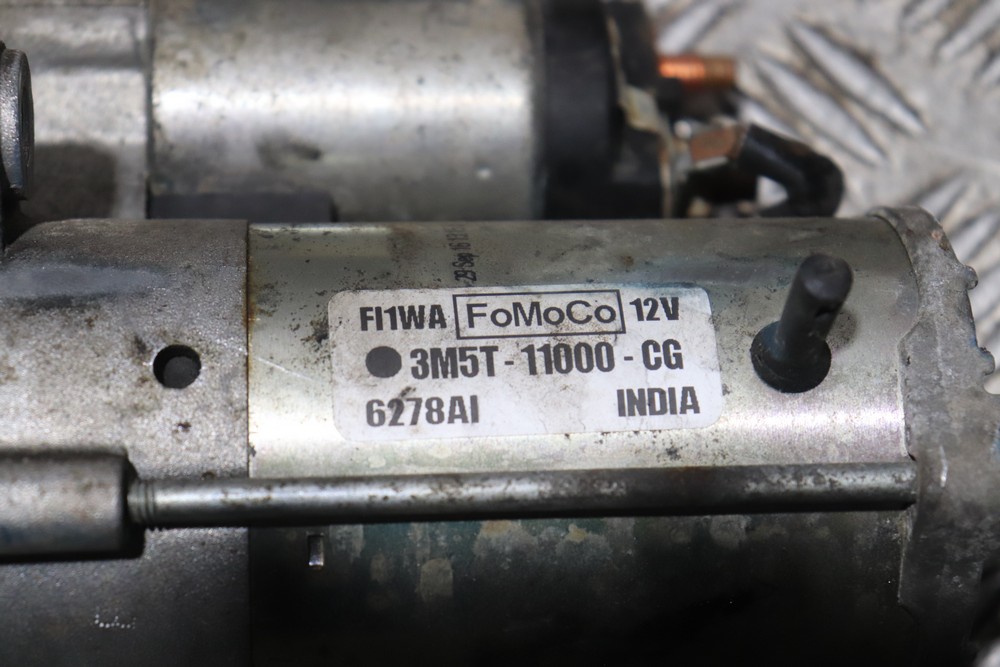 FI1WA FoMoCo 12V
3M5T - 11000 - CG
6278AI INDIA